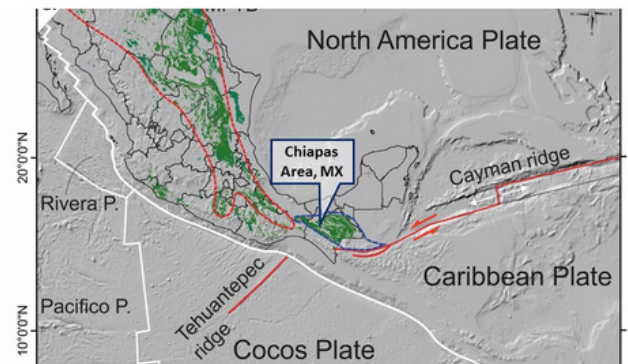 North America Plate
Chiapas
Area, MX
20°0'0"N
Cayman ridge
Rivera P.
Caribbean Plate
Tehuantepec
ridge
Pacifico P.
10°0'0"N
Cocos Plate